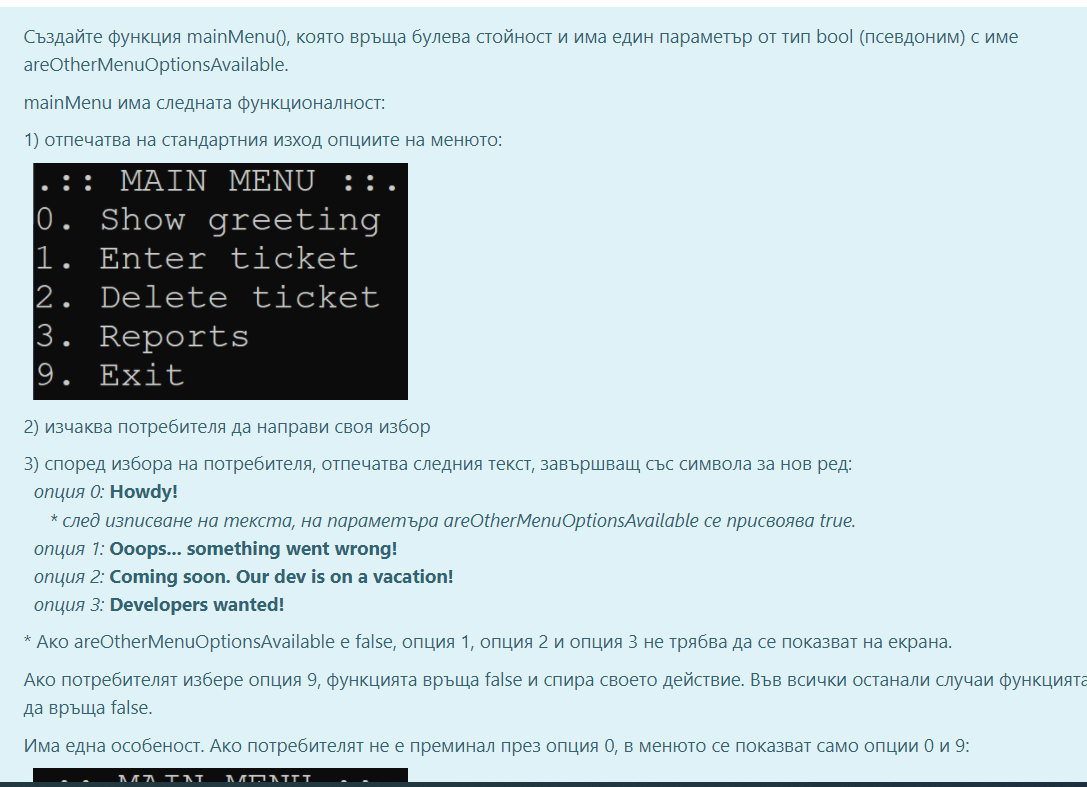 Създайте функция mainMenu(), която връща булева стойност и има един параметър от тип bool (псевдоним) с име
areOtherMenuOptionsAvailable.
mainMenu има следната функционалност:
1) отпечатва на стандартния изход опциите на менюто:
.:: MAIN MENU ::.
0. Show greeting
1. Enter ticket
2. Delete ticket
3. Reports
9. Exit
2) изчаква потребителя да направи своя избор
3) според избора на потребителя, отпечатва следния текст, завършващ със символа за нов ред:
опция 0: Howdy!
* след изписване на текста, на параметъра areOtherMenuOptionsAvailable се присвоява true.
опция 1: Ooops... something went wrong!
опция 2: Coming soon. Our dev is on a vacation!
опция 3: Developers wanted!
* Ако areOtherMenuOptionsAvailable е false, опция 1, опция 2 и опция 3 не трябва да се показват на екрана.
Ако потребителят избере опция 9, функцията връща false и спира своето действие. Във всички останали случаи функцията
да връща false.
Има една особеност. Ако потребителят не е преминал през опция 0, в менюто се показват само опции 0 и 9:
.:: MAIN MENU ::.